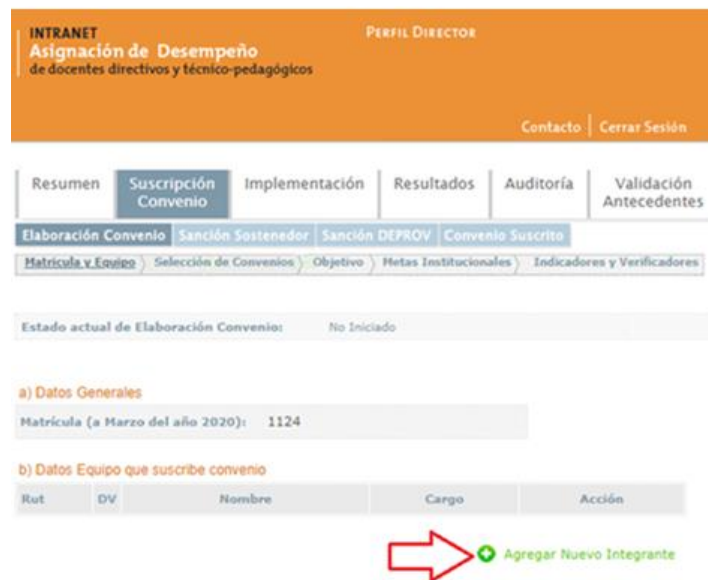 INTRANET
PERFIL DIRECTOR
Asignación de Desempeño
de docentes directivos y técnico-pedagógicos
Contacto | Cerrar Sesión
Resumen
Suscripción Convenio
Implementación
Resultados
Auditoría
Validación Antecedentes
Elaboración Convenio Sanción Sostenedor Sanción DEPROV Convenio Suscrito
Matrícula y Equipo Selección de Convenios Objetivo Metas Institucionales Indicadores y Verificadores
Estado actual de Elaboración Convenio: No Iniciado
a) Datos Generales
Matrícula (a Marzo del año 2020): 1124
b) Datos Equipo que suscribe convenio
Rut DV Nombre Cargo Acción
Agregar Nuevo Integrante